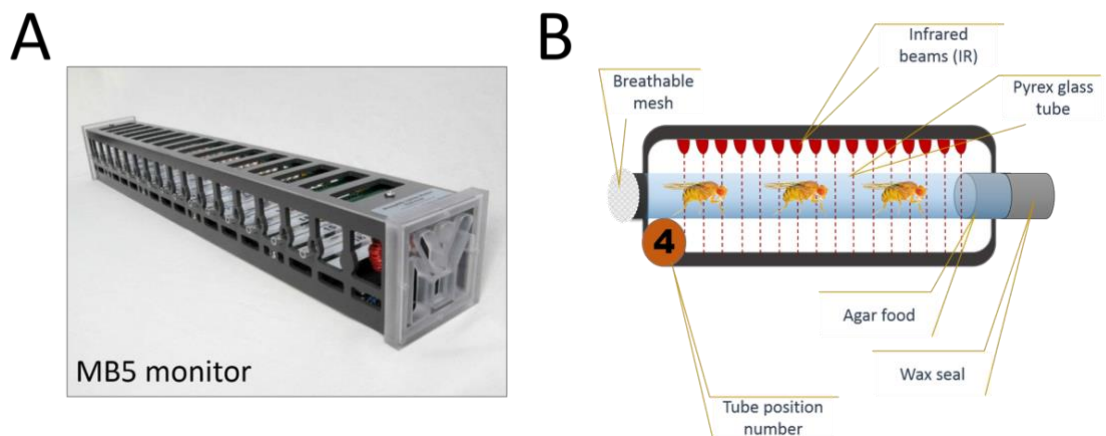 A
MB5 monitor
B
Infrared
beams (IR)
Breathable
mesh
Pyrex glass
tube
4
Agar food
Wax seal
Tube position
number